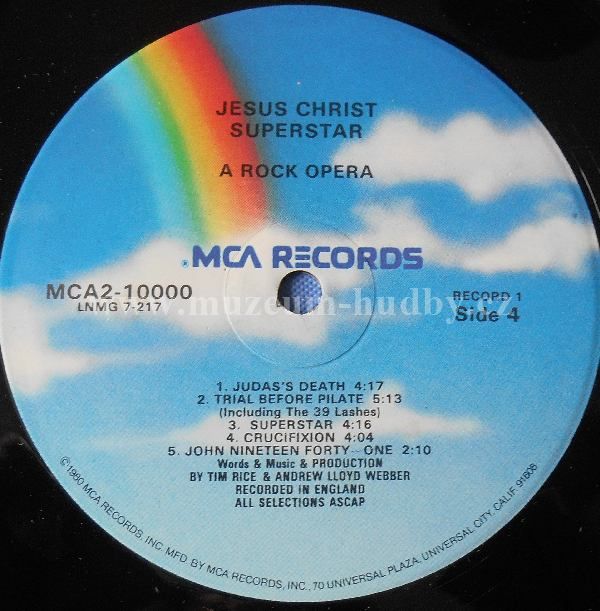 JESUS CHRIST
SUPERSTAR
A ROCK OPERA
®MCA RECORDS
MCA2-10000
LNMG 7-217
RECORD 1
Side 4
www.muzeum-hudby.cz
1. JUDAS'S DEATH 4:17
2. TRIAL BEFORE PILATE 5:13
(Including The 39 Lashes)
3. SUPERSTAR 4:16
4. CRUCIFIXION 4:04
5. JOHN NINETEEN FORTY--ONE 2:10
Words & Music & PRODUCTION
BY TIM RICE & ANDREW LLOYD WEBBER
RECORDED IN ENGLAND
ALL SELECTIONS ASCAP
©1980 MCA RECORDS, INC. MFD. BY MCA RECORDS, INC., 70 UNIVERSAL PLAZA, UNIVERSAL CITY, CALIF. 91608